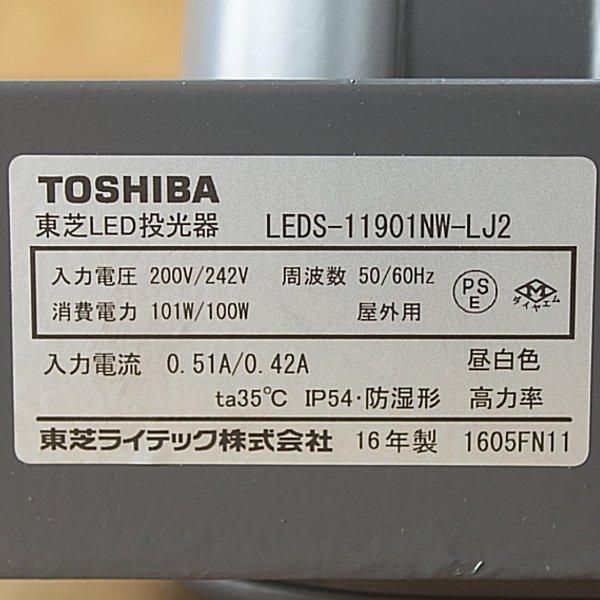 TOSHIBA
東芝LED投光器 LEDS-11901NW-LJ2
入力電圧 200V/242V 周波数 50/60Hz PS E M ダイヤエム
消費電力 101W/100W 屋外用
入力電流 0.51A/0.42A 昼白色
ta35℃ IP54・防湿形 高力率
東芝ライテック株式会社 16年製 1605FN11